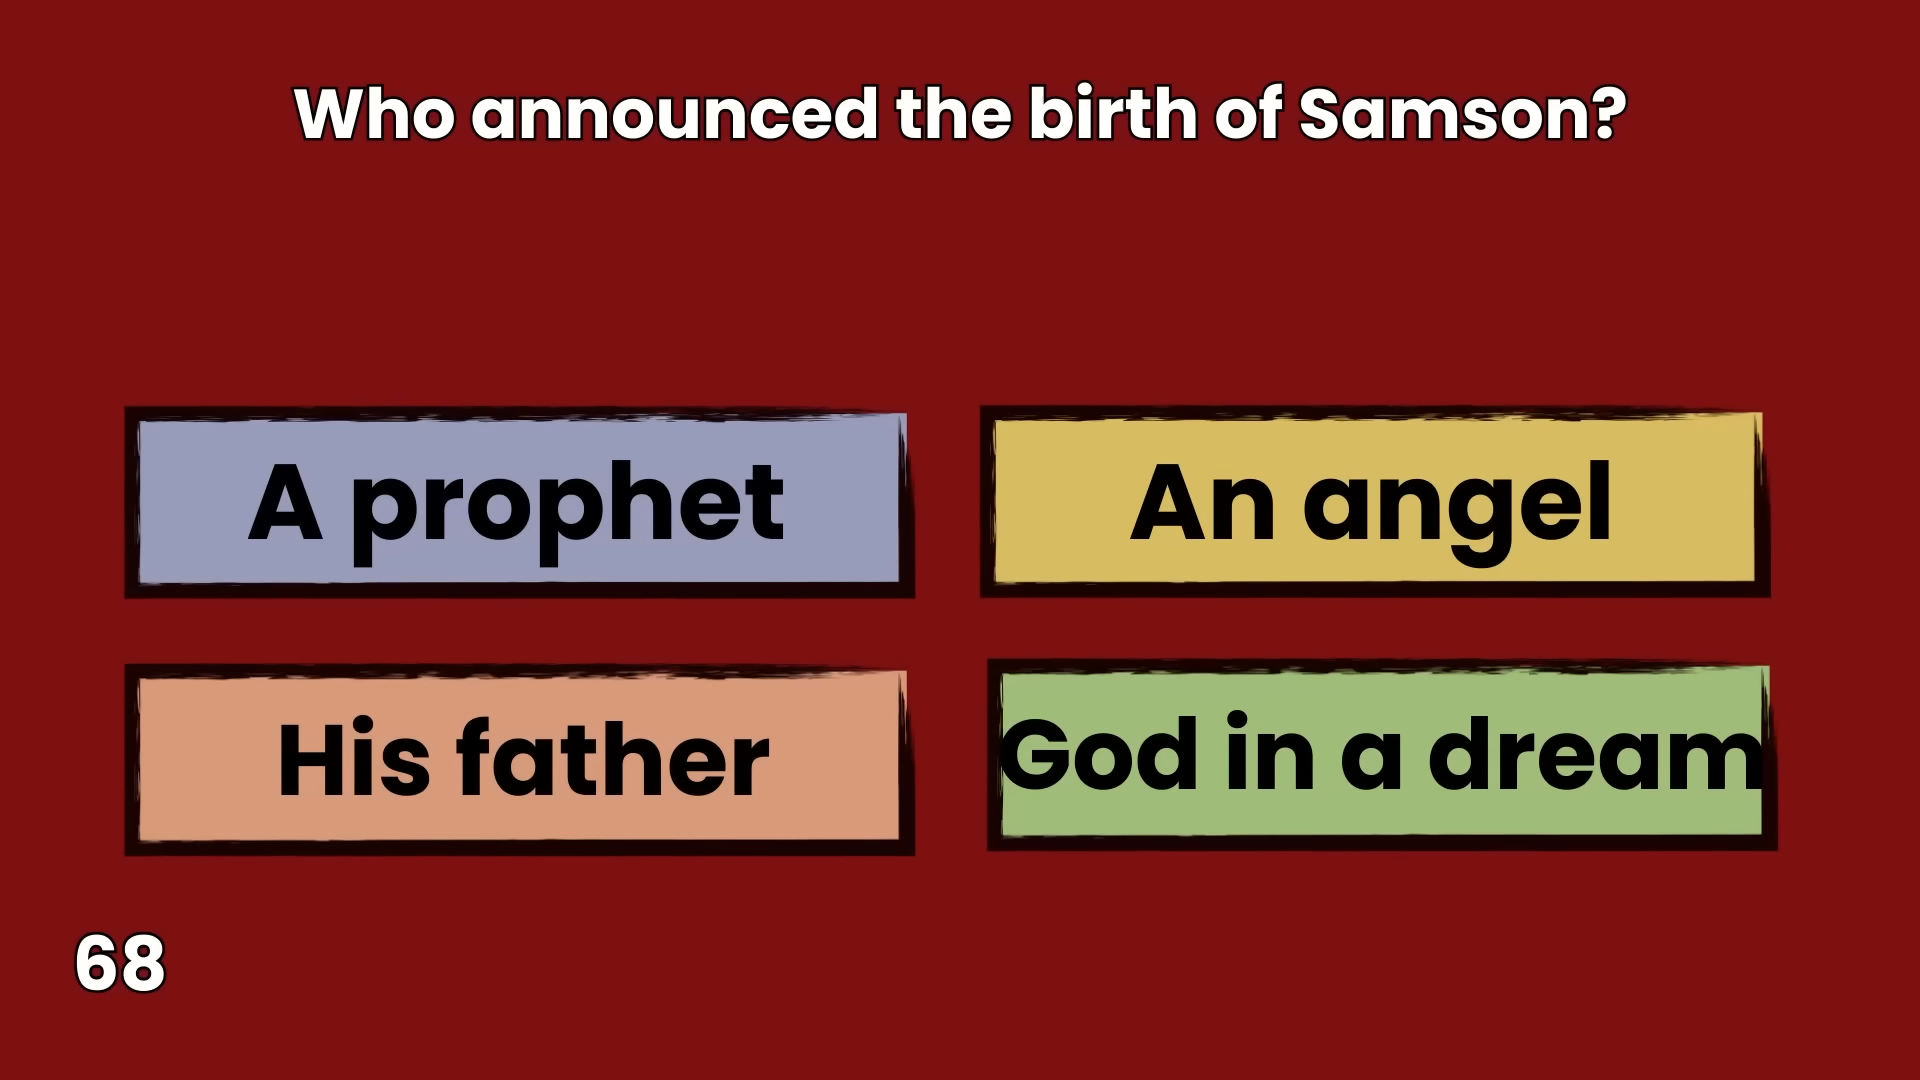 Who announced the birth of Samson?
A prophet
An angel
His father
God in a dream
68